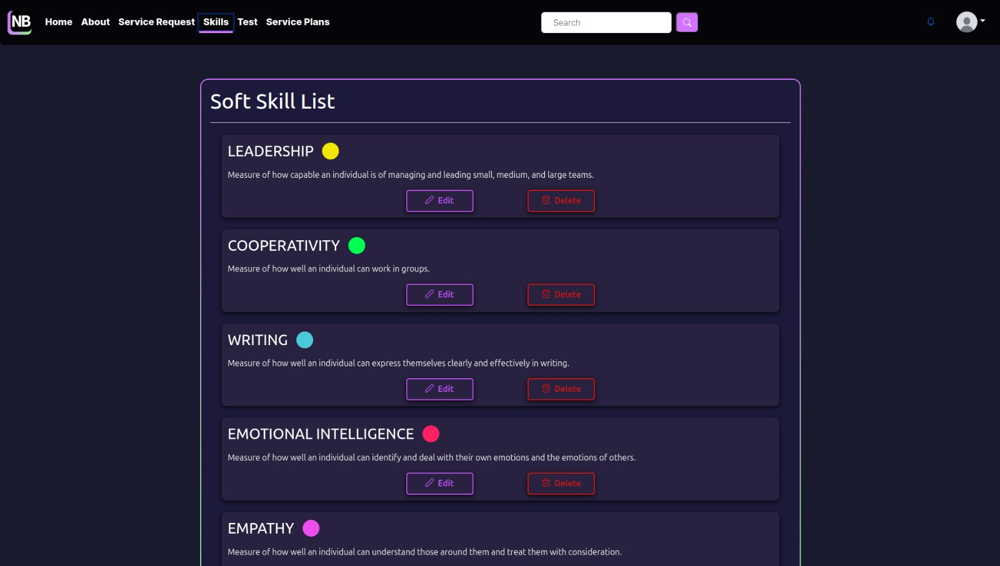 NB Home About Service Request Skills Test Service Plans Search
Soft Skill List
LEADERSHIP
Measure of how capable an individual is of managing and leading small, medium, and large teams.
Edit Delete
COOPERATIVITY
Measure of how well an individual can work in groups.
Edit Delete
WRITING
Measure of how well an individual can express themselves clearly and effectively in writing.
Edit Delete
EMOTIONAL INTELLIGENCE
Measure of how well an individual can identify and deal with their own emotions and the emotions of others.
Edit Delete
EMPATHY
Measure of how well an individual can understand those around them and treat them with consideration.